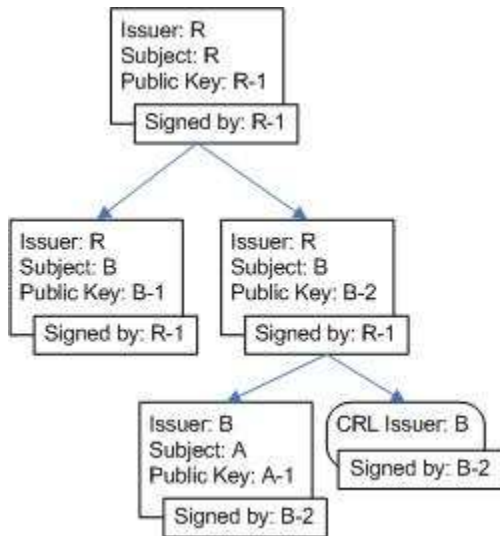 Issuer: R
Subject: R
Public Key: R-1
Signed by: R-1
Issuer: R
Subject: B
Public Key: B-1
Signed by: R-1
Issuer: R
Subject: B
Public Key: B-2
Signed by: R-1
Issuer: B
Subject: A
Public Key: A-1
Signed by: B-2
CRL Issuer: B
Signed by: B-2